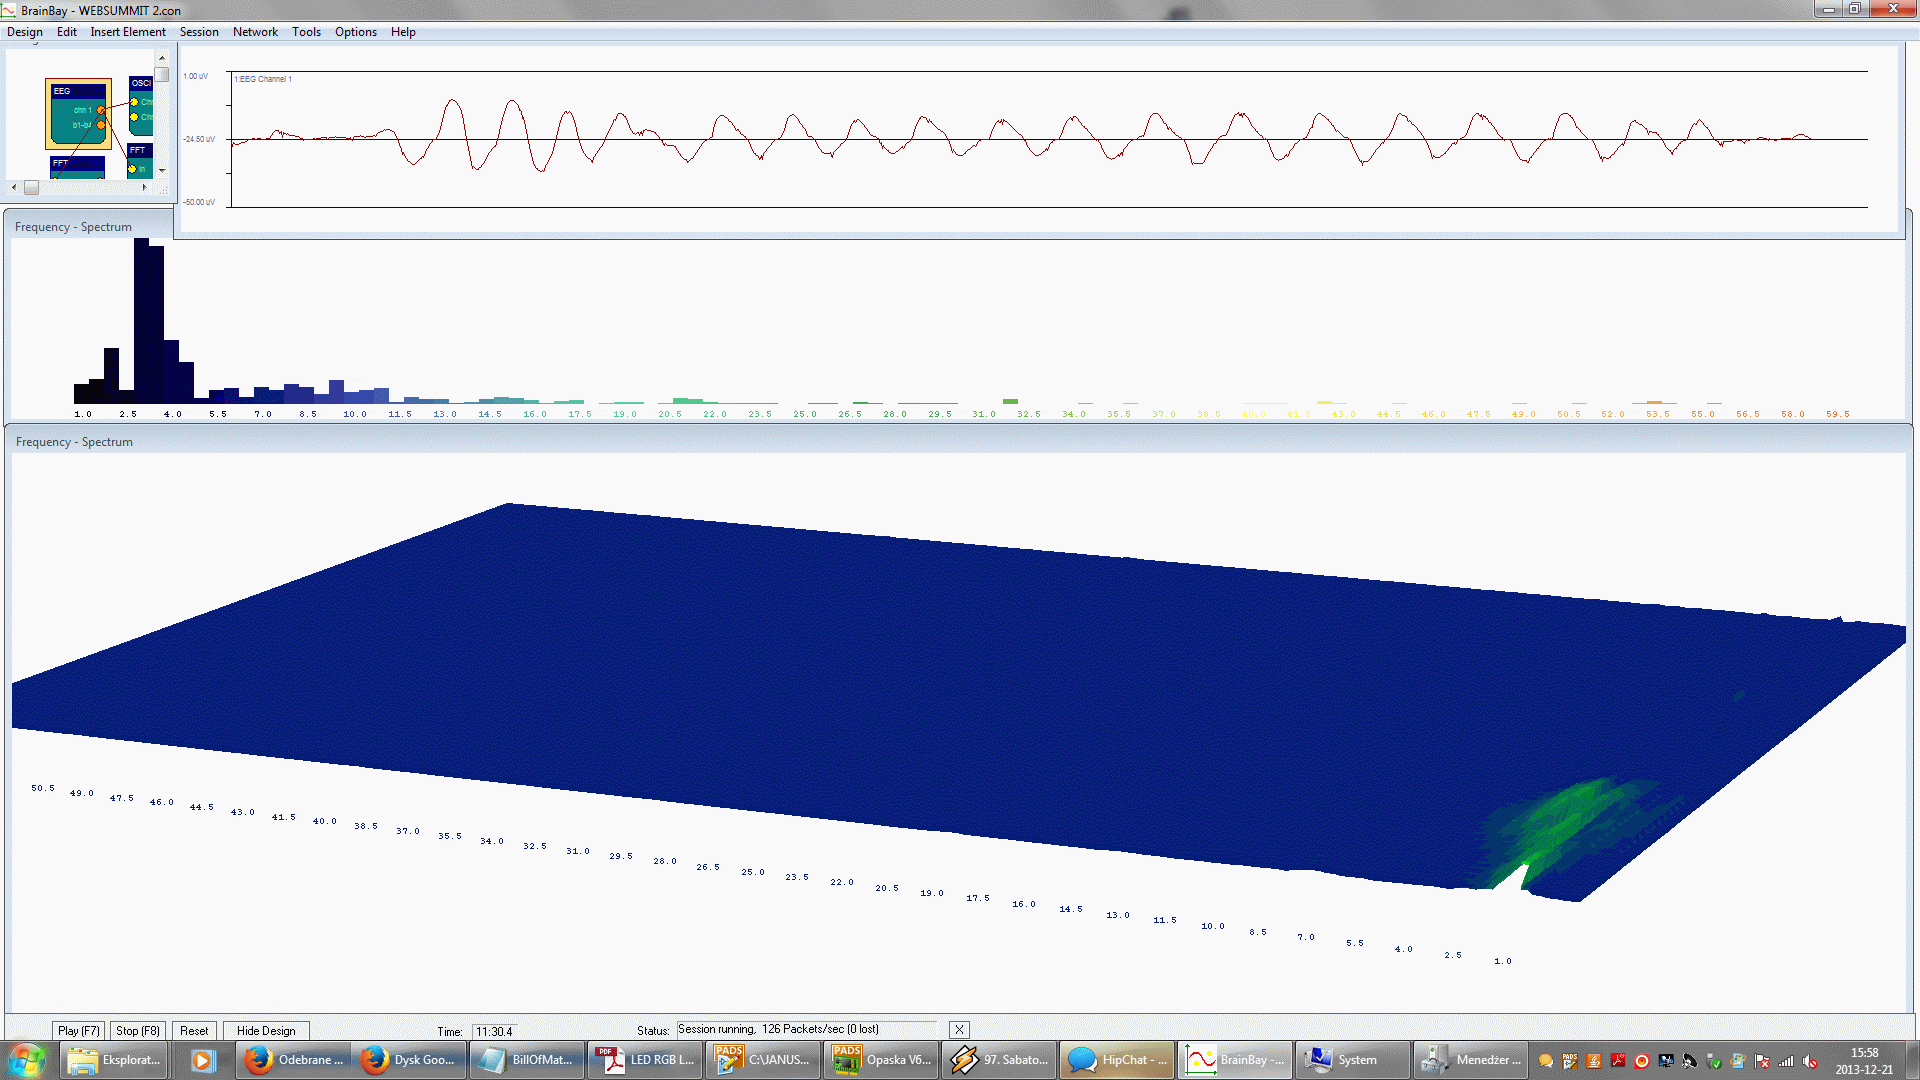 BrainBay - WEBSUMMIT 2.con
Design Edit Insert Element Session Network Tools Options Help
EEG
chn 1
b1-b4
OSCI
Chn
Chn
FFT
FFT
In
1.00 uV
1:EEG Channel 1
-24.50 uV
-50.00 uV
Frequency - Spectrum
1.0 2.5 4.0 5.5 7.0 8.5 10.0 11.5 13.0 14.5 16.0 17.5 19.0 20.5 22.0 23.5 25.0 26.5 28.0 29.5 31.0 32.5 34.0 35.5 37.0 38.5 40.0 41.5 43.0 44.5 46.0 47.5 49.0 50.5 52.0 53.5 55.0 56.5 58.0 59.5
Frequency - Spectrum
50.5 49.0 47.5 46.0 44.5 43.0 41.5 40.0 38.5 37.0 35.5 34.0 32.5 31.0 29.5 28.0 26.5 25.0 23.5 22.0 20.5 19.0 17.5 16.0 14.5 13.0 11.5 10.0 8.5 7.0 5.5 4.0 2.5 1.0
Play (F7) Stop (F8) Reset Hide Design Time: 11:30.4 Status: Session running, 126 Packets/sec (0 lost) X
Eksplorat... Odebrane ... Dysk Goo... BillOfMat... PDF LED RGB L... PADS C:\JANUS... PADS Opaska V6... 97. Sabato... HipChat - ... BrainBay -... System Menedżer ... PADS
15:58
2013-12-21